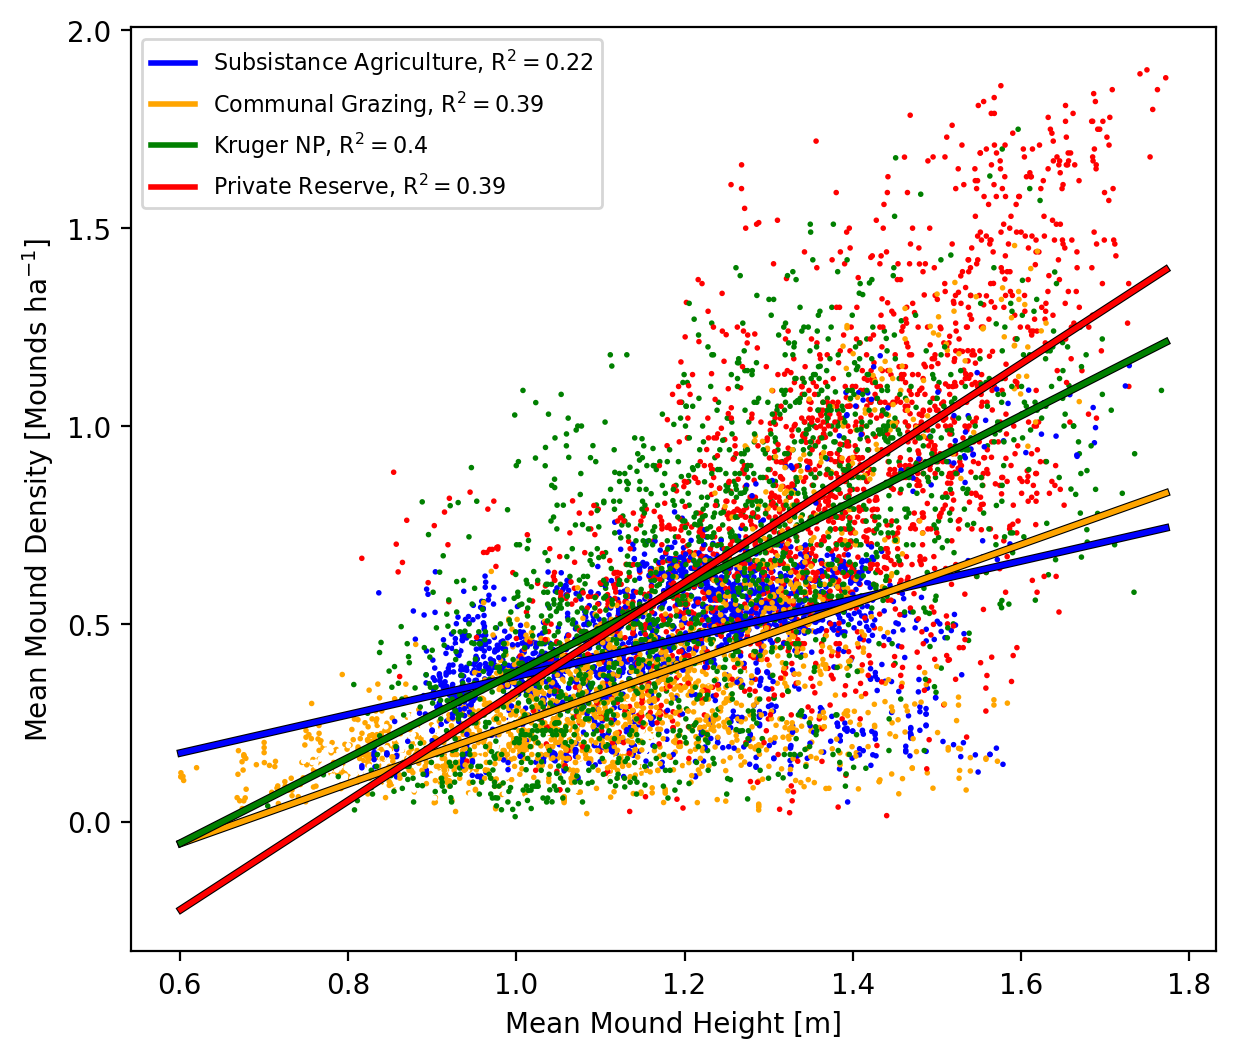 Subsistance Agriculture, R² = 0.22
Communal Grazing, R² = 0.39
Kruger NP, R² = 0.4
Private Reserve, R² = 0.39
2.0
1.5
1.0
0.5
0.0
Mean Mound Density [Mounds ha⁻¹]
0.6 0.8 1.0 1.2 1.4 1.6 1.8
Mean Mound Height [m]